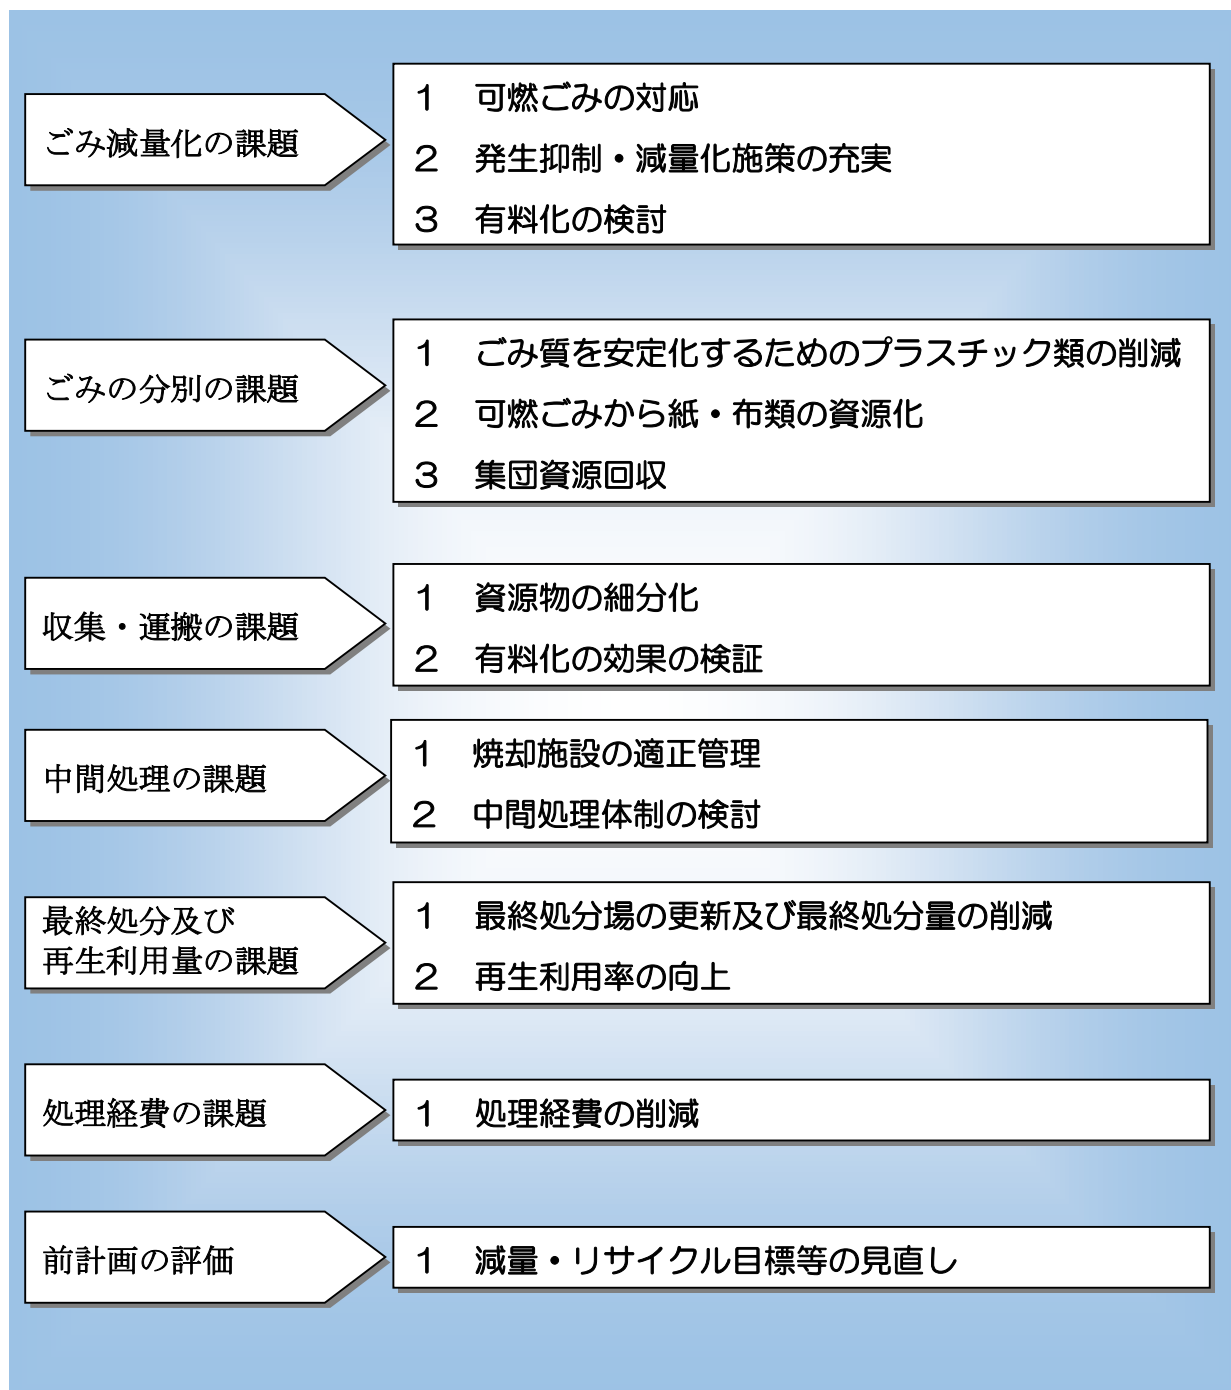 ごみ減量化の課題
１　可燃ごみの対応
２　発生抑制・減量化施策の充実
３　有料化の検討
ごみの分別の課題
１　ごみ質を安定化するためのプラスチック類の削減
２　可燃ごみから紙・布類の資源化
３　集団資源回収
収集・運搬の課題
１　資源物の細分化
２　有料化の効果の検証
中間処理の課題
１　焼却施設の適正管理
２　中間処理体制の検討
最終処分及び
再生利用量の課題
１　最終処分場の更新及び最終処分量の削減
２　再生利用率の向上
処理経費の課題
１　処理経費の削減
前計画の評価
１　減量・リサイクル目標等の見直し